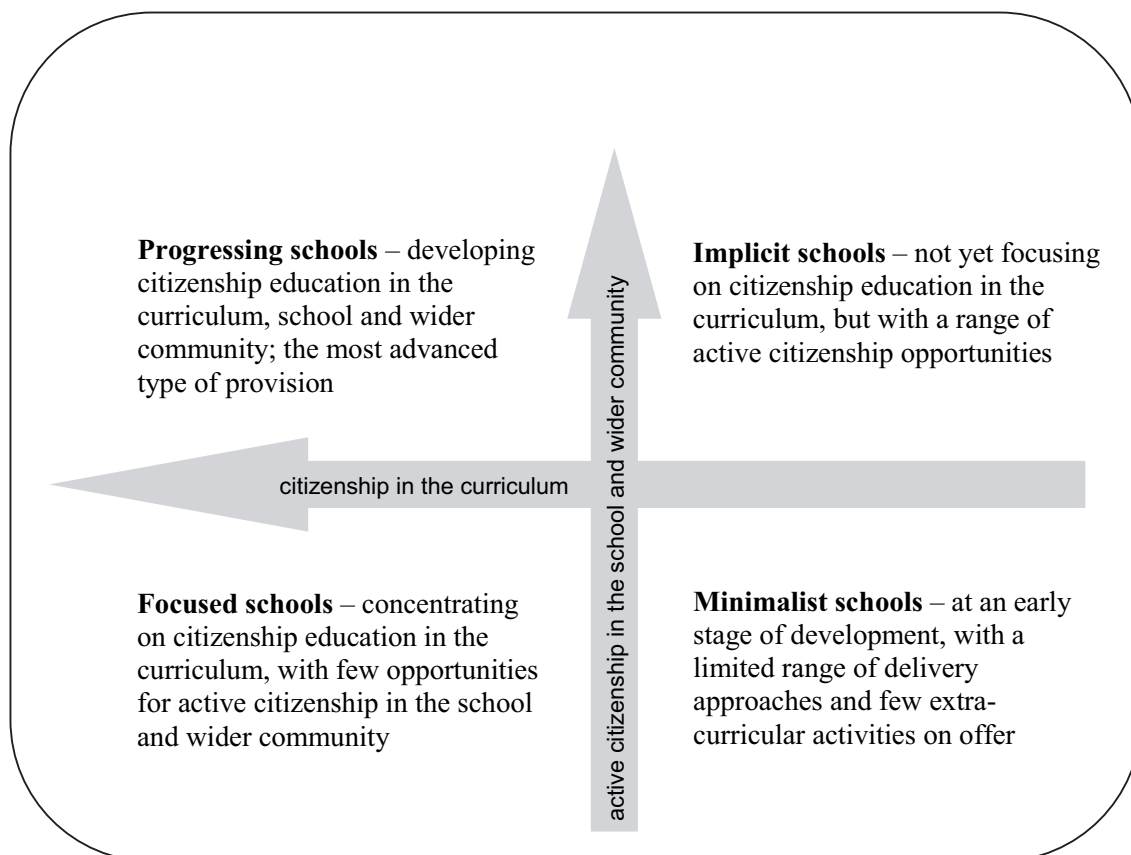 Progressing schools – developing
citizenship education in the
curriculum, school and wider
community; the most advanced
type of provision
Implicit schools – not yet focusing
on citizenship education in the
curriculum, but with a range of
active citizenship opportunities
citizenship in the curriculum
active citizenship in the school and wider community
Focused schools – concentrating
on citizenship education in the
curriculum, with few opportunities
for active citizenship in the school
and wider community
Minimalist schools – at an early
stage of development, with a
limited range of delivery
approaches and few extra-
curricular activities on offer